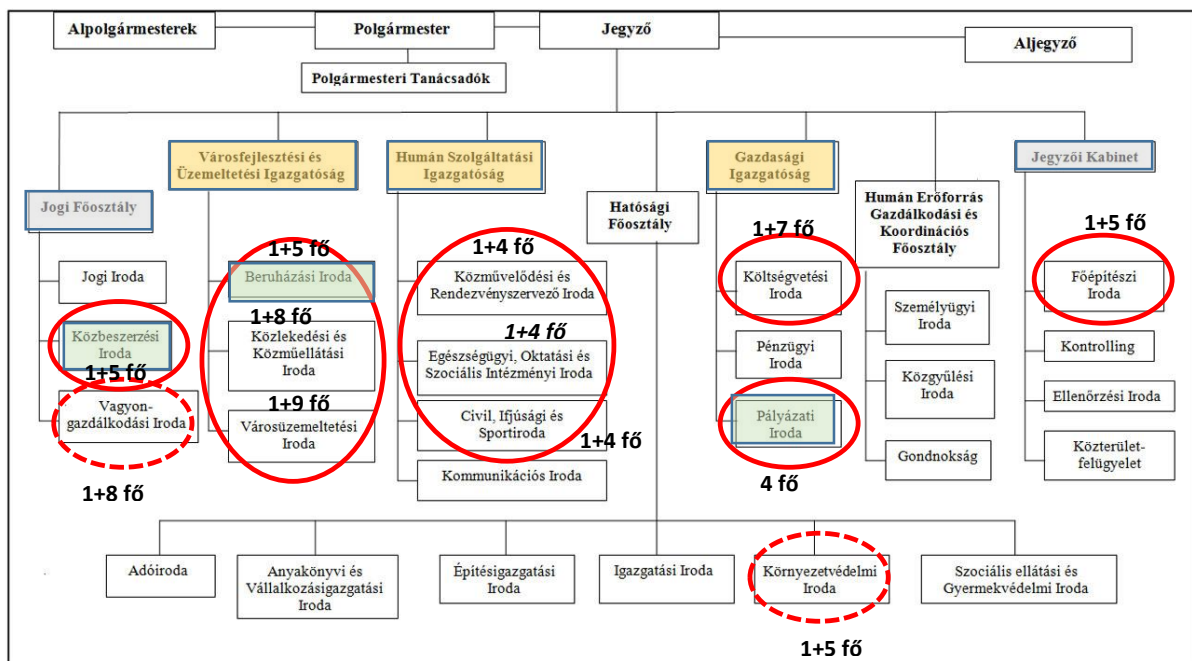 Alpolgármesterek
Polgármester
Jegyző
Aljegyző
Polgármesteri Tanácsadók
Jogi Főosztály
Városfejlesztési és
Üzemeltetési Igazgatóság
Humán Szolgáltatási
Igazgatóság
Hatósági
Főosztály
Gazdasági
Igazgatóság
Humán Erőforrás
Gazdálkodási és
Koordinációs
Főosztály
Jegyzői Kabinet
Jogi Iroda
Közbeszerzési
Iroda
1+5 fő
Vagyon-
gazdálkodási Iroda
1+8 fő
1+5 fő
Beruházási Iroda
1+8 fő
Közlekedési és
Közműellátási
Iroda
1+9 fő
Városüzemeltetési
Iroda
1+4 fő
Közművelődési és
Rendezvényszervező Iroda
1+4 fő
Egészségügyi, Oktatási és
Szociális Intézményi Iroda
Civil, Ifjúsági és
Sportiroda
1+4 fő
Kommunikációs Iroda
1+7 fő
Költségvetési
Iroda
Pénzügyi
Iroda
Pályázati
Iroda
4 fő
Személyügyi
Iroda
Közgyűlési
Iroda
Gondnokság
1+5 fő
Főépítészi
Iroda
Kontrolling
Ellenőrzési Iroda
Közterület-
felügyelet
Adóiroda
Anyakönyvi és
Vállalkozásigazgatási
Iroda
Építésigazgatási
Iroda
Igazgatási Iroda
Környezetvédelmi
Iroda
1+5 fő
Szociális ellátási és
Gyermekvédelmi Iroda